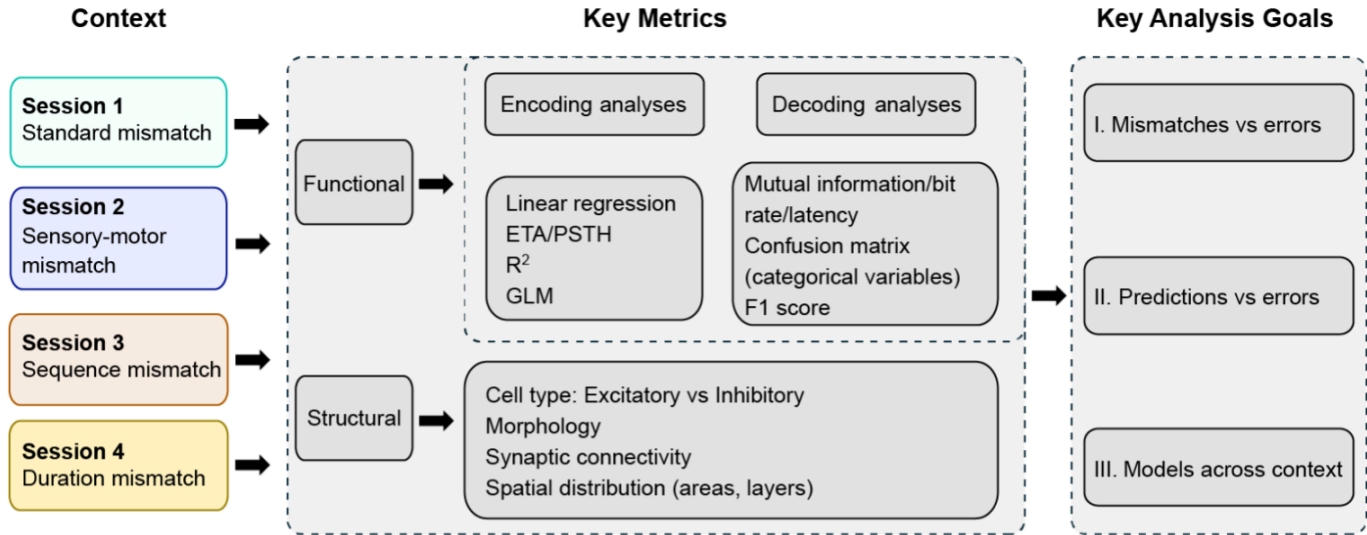 Context
Key Metrics
Key Analysis Goals
Session 1
Standard mismatch
Session 2
Sensory-motor
mismatch
Session 3
Sequence mismatch
Session 4
Duration mismatch
Functional
Structural
Encoding analyses
Decoding analyses
Linear regression
ETA/PSTH
R²
GLM
Mutual information/bit
rate/latency
Confusion matrix
(categorical variables)
F1 score
Cell type: Excitatory vs Inhibitory
Morphology
Synaptic connectivity
Spatial distribution (areas, layers)
I. Mismatches vs errors
II. Predictions vs errors
III. Models across context